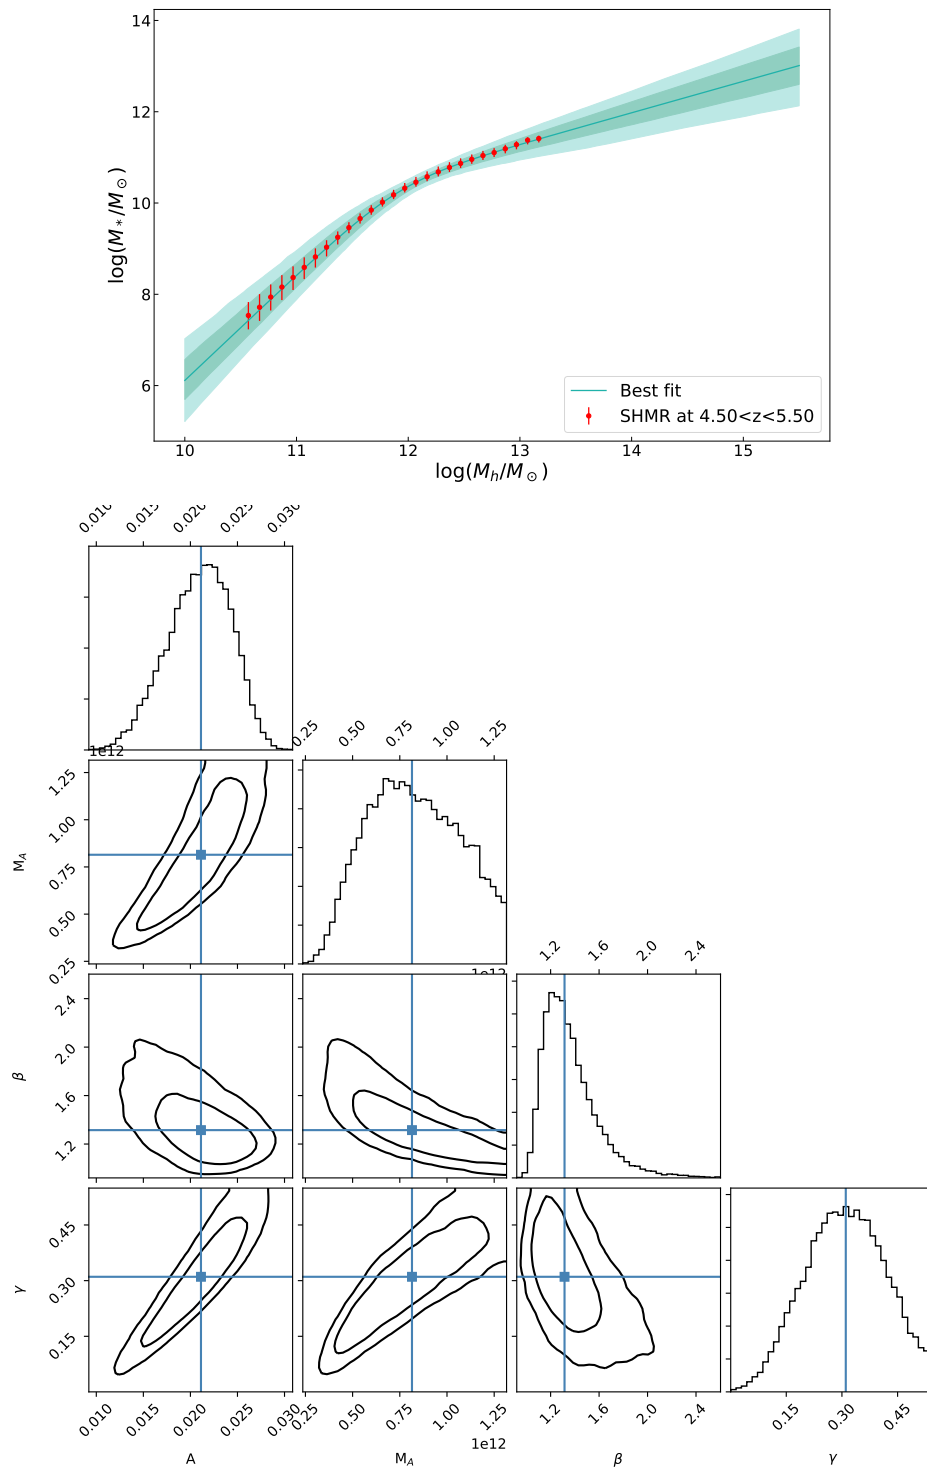 14
12
10
8
6
log(M*/M⊙)
Best fit
SHMR at 4.50<z<5.50
10 11 12 13 14 15
log(Mh/M⊙)
0.010 0.015 0.020 0.025 0.030
1e12
0.25 0.50 0.75 1.00 1.25
1.25
1.00
0.75
0.50
0.25
MA
1e12
1.2 1.6 2.0 2.4
2.4
2.0
1.6
1.2
β
0.45
0.30
0.15
γ
0.010 0.015 0.020 0.025 0.030
0.25 0.50 0.75 1.00 1.25
1.2 1.6 2.0 2.4
0.15 0.30 0.45
1e12
A MA β γ